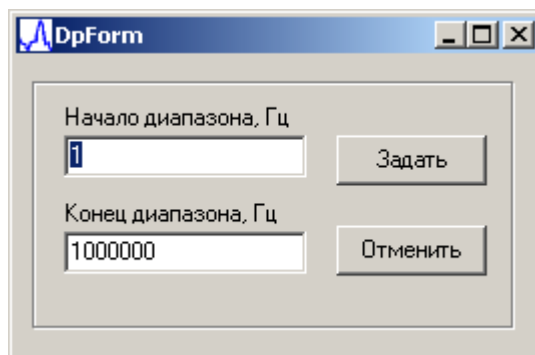 DpForm
Начало диапазона, Гц
1
Задать
Конец диапазона, Гц
1000000
Отменить